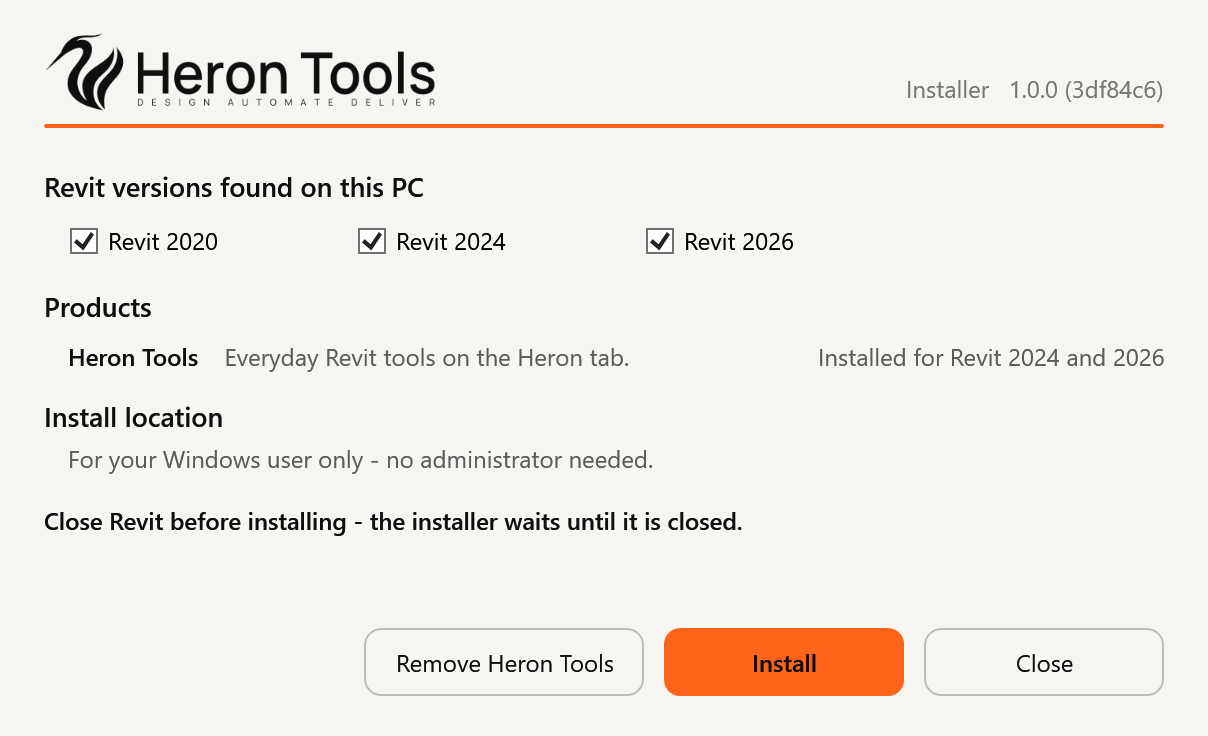 Heron Tools
DESIGN AUTOMATE DELIVER
Installer 1.0.0 (3df84c6)
Revit versions found on this PC
Revit 2020 Revit 2024 Revit 2026
Products
Heron Tools Everyday Revit tools on the Heron tab. Installed for Revit 2024 and 2026
Install location
For your Windows user only - no administrator needed.
Close Revit before installing - the installer waits until it is closed.
Remove Heron Tools Install Close